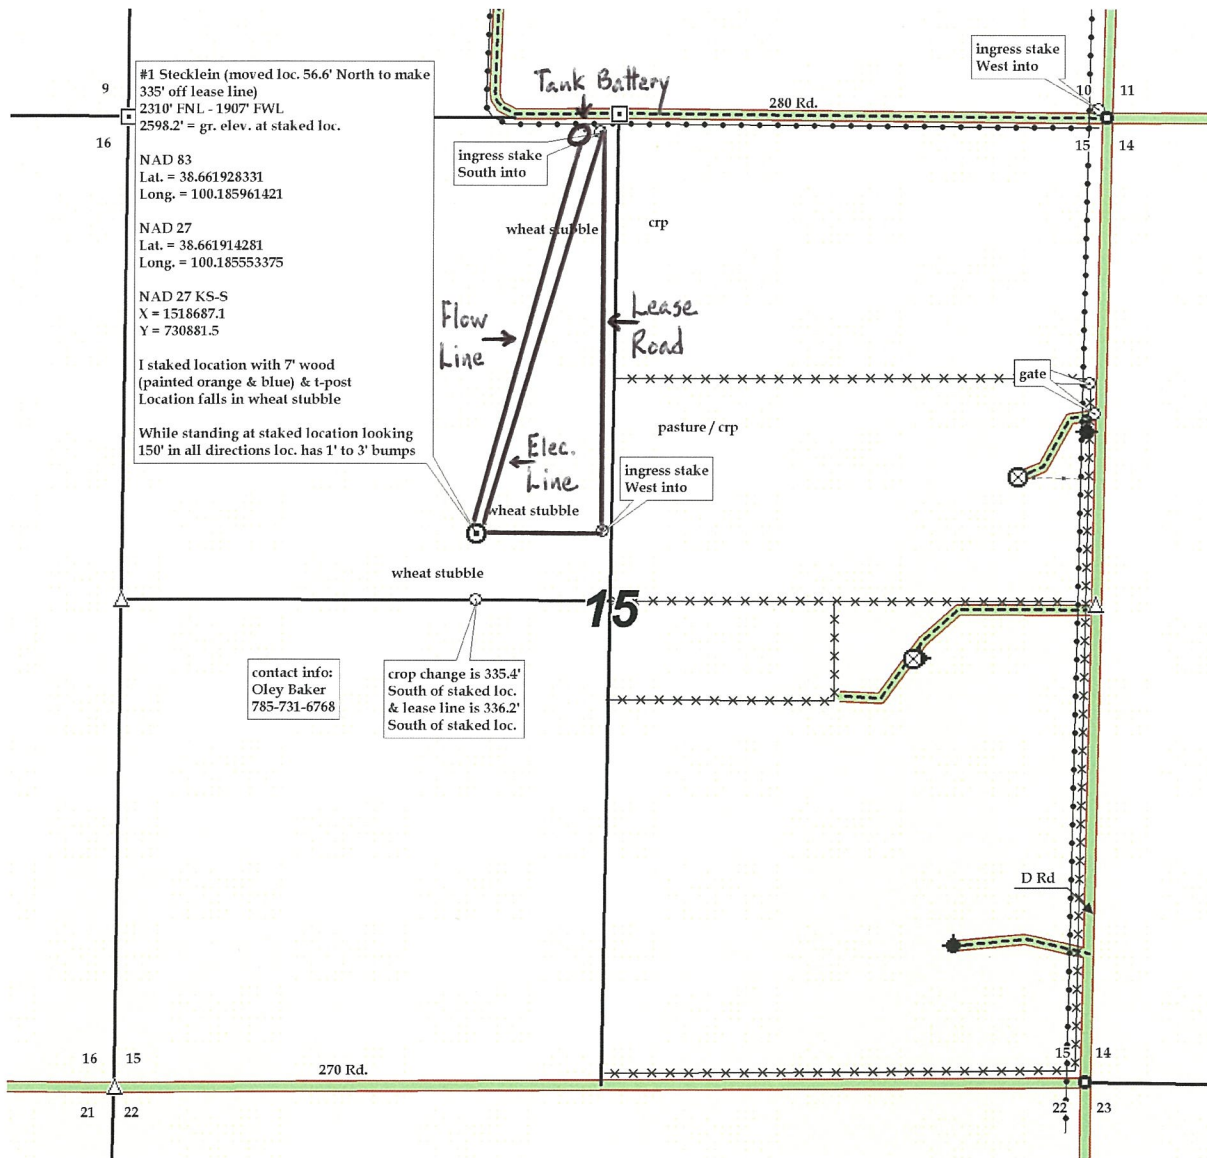 9
16
#1 Stecklein (moved loc. 56.6' North to make
335' off lease line)
2310' FNL - 1907' FWL
2598.2' = gr. elev. at staked loc.
NAD 83
Lat. = 38.661928331
Long. = 100.185961421
NAD 27
Lat. = 38.661914281
Long. = 100.185553375
NAD 27 KS-S
X = 1518687.1
Y = 730881.5
I staked location with 7' wood
(painted orange & blue) & t-post
Location falls in wheat stubble
While standing at staked location looking
150' in all directions loc. has 1' to 3' bumps
Tank Battery
280 Rd.
ingress stake
West into
10
11
15
14
ingress stake
South into
wheat stubble
crp
Flow
Line
Lease
Road
gate
pasture / crp
Elec.
Line
ingress stake
West into
wheat stubble
wheat stubble
15
contact info:
Oley Baker
785-731-6768
crop change is 335.4'
South of staked loc.
& lease line is 336.2'
South of staked loc.
D Rd
16
15
270 Rd.
15
14
21
22
22
23